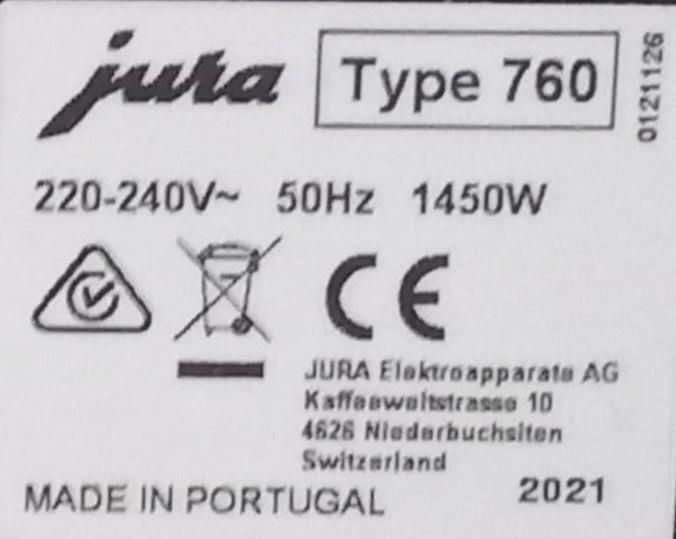 jura
Type 760
0121126
220-240V~ 50Hz 1450W
CE
JURA Elektroapparate AG
Kaffeeweltstrasse 10
4626 Niederbuchsiten
Switzerland
MADE IN PORTUGAL
2021